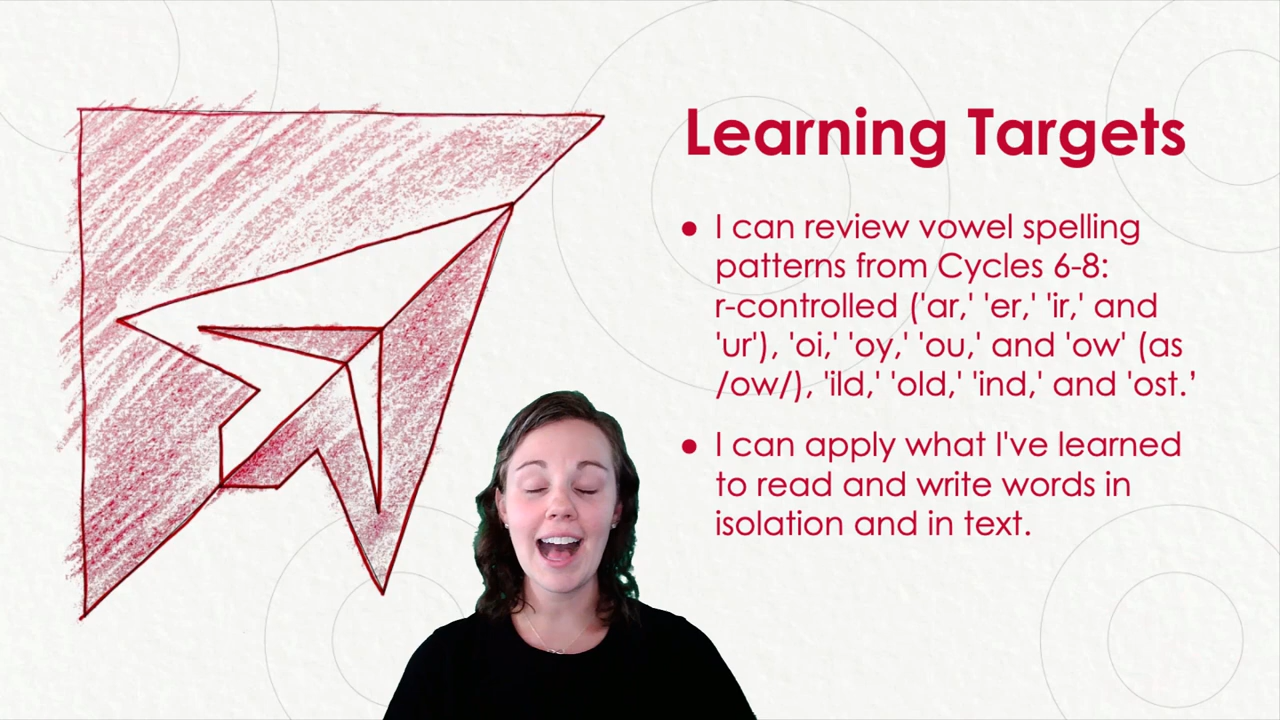 Learning Targets
● I can review vowel spelling
patterns from Cycles 6-8:
r-controlled ('ar,' 'er,' 'ir,' and
'ur'), 'oi,' 'oy,' 'ou,' and 'ow' (as
/ow/), 'ild,' 'old,' 'ind,' and 'ost.’
● I can apply what I've learned
to read and write words in
isolation and in text.